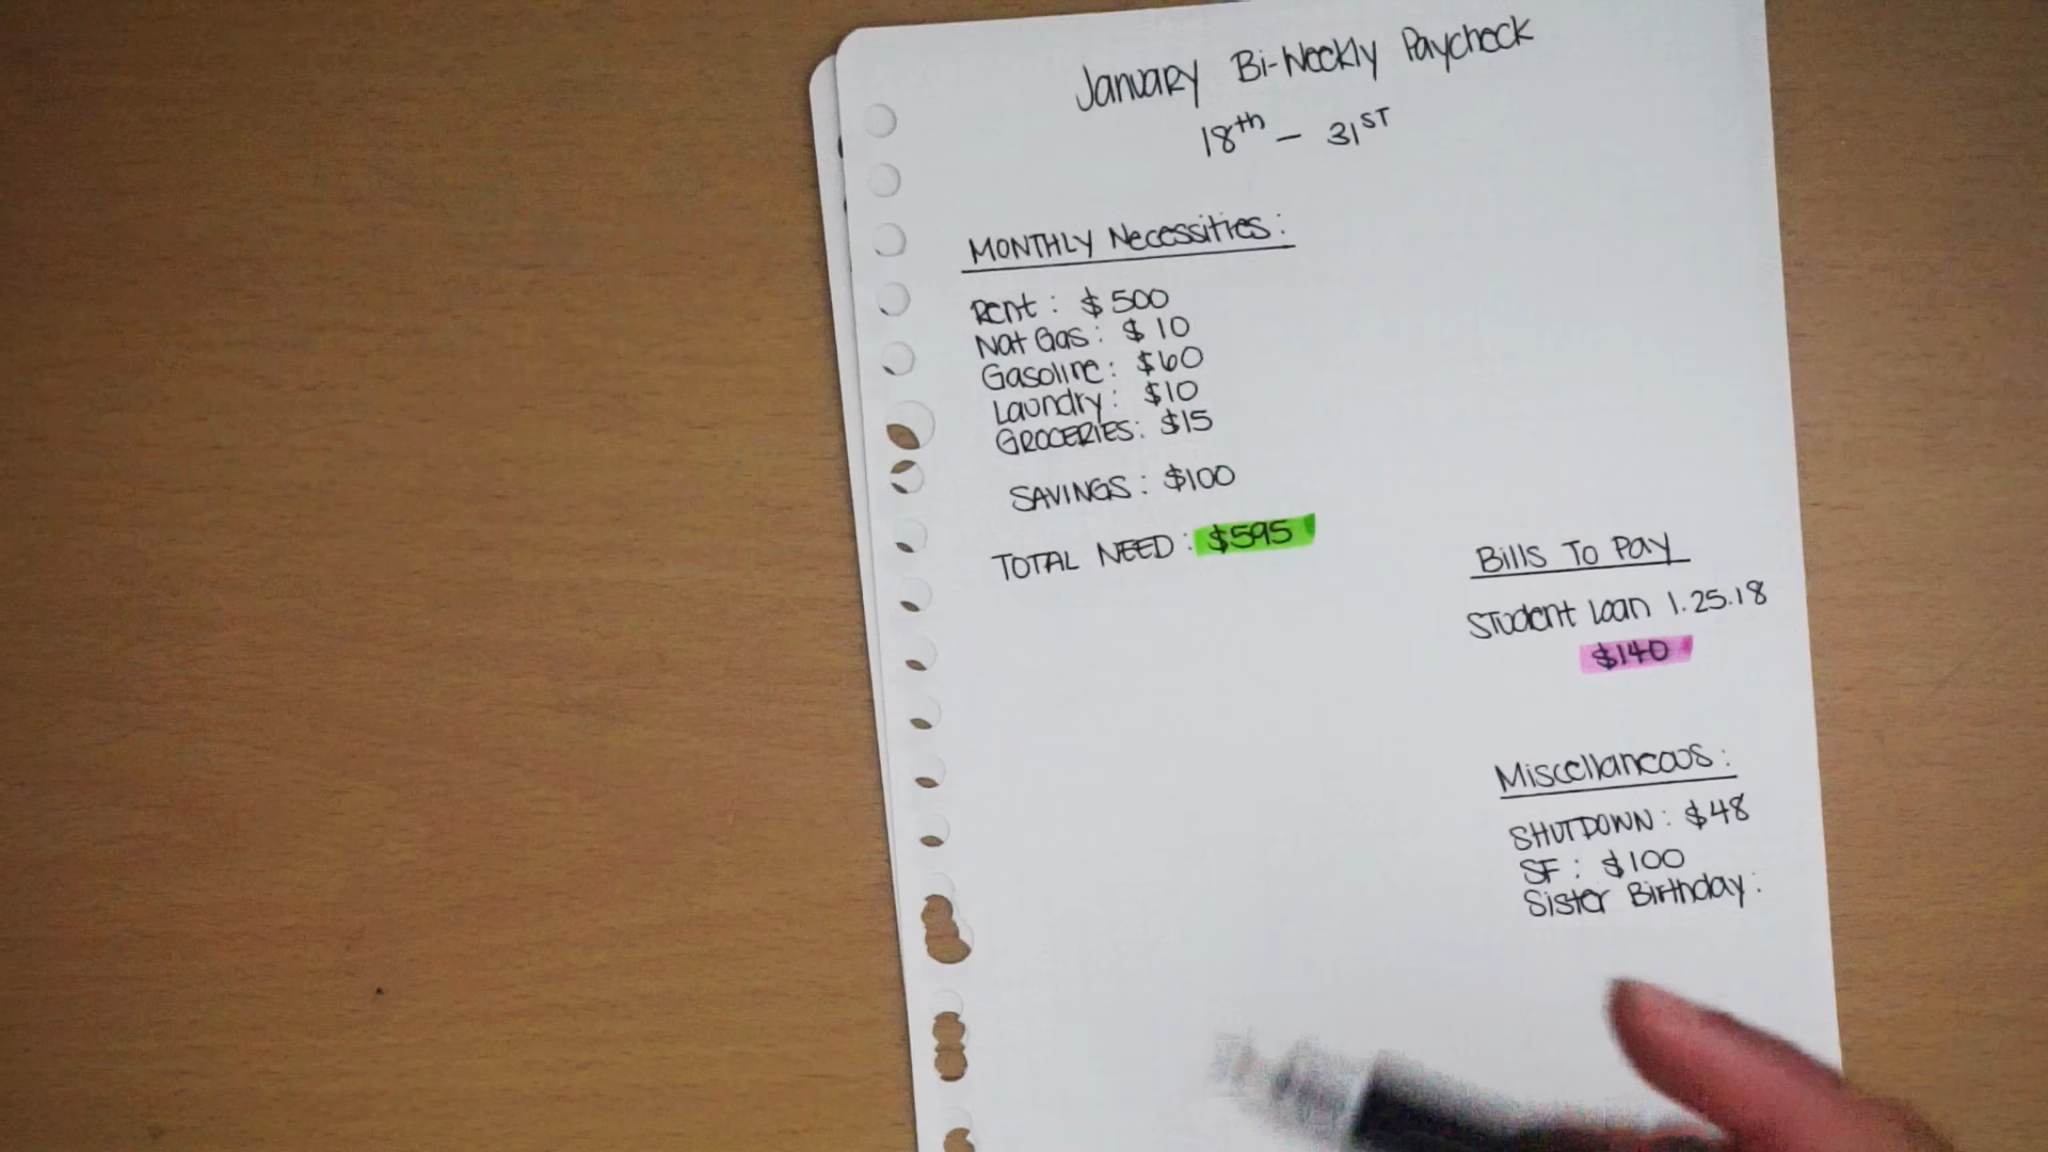 January Bi-Weekly Paycheck
18th - 31ST
MONTHLY Necessities:
Rent: $500
Nat Gas: $10
Gasoline: $60
Laundry: $10
GROCERIES: $15
SAVINGS: $100
TOTAL NEED: $595
Bills To Pay
Student Loan 1.25.18
$140
Miscellaneous:
SHUTDOWN: $48
SF: $100
Sister Birthday: